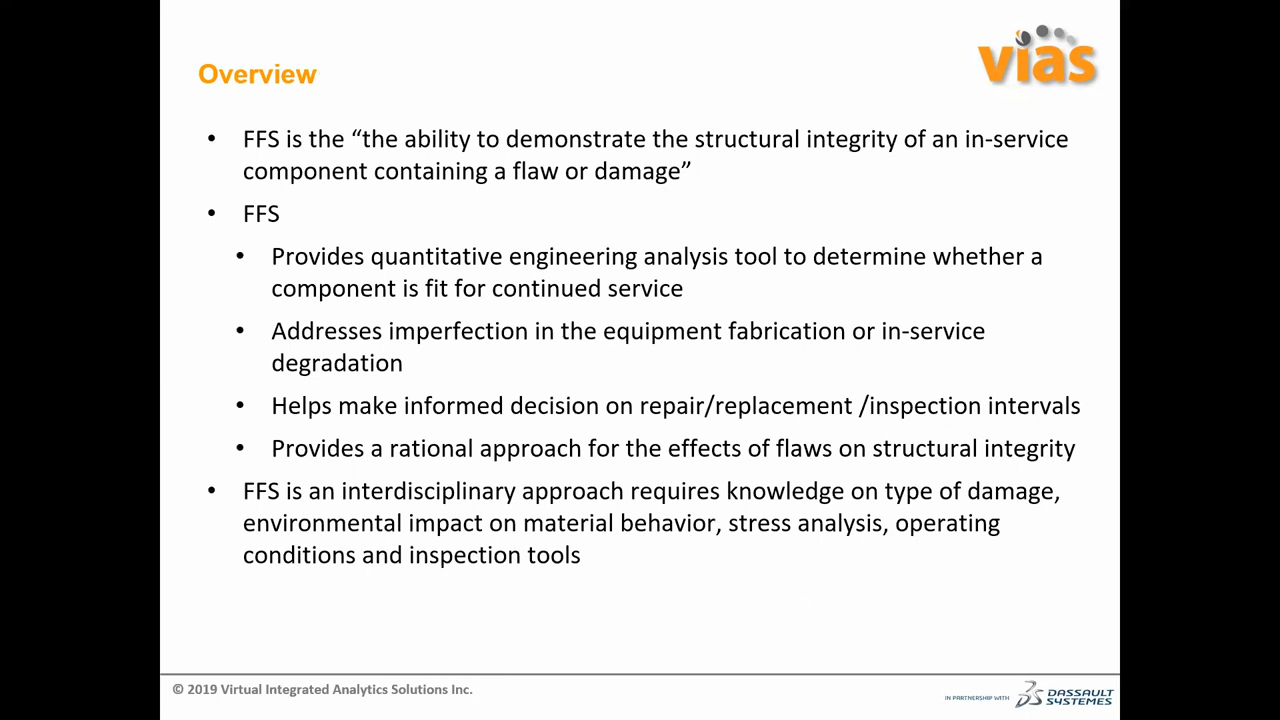 vias
Overview
• FFS is the “the ability to demonstrate the structural integrity of an in-service
component containing a flaw or damage”
• FFS
• Provides quantitative engineering analysis tool to determine whether a
component is fit for continued service
• Addresses imperfection in the equipment fabrication or in-service
degradation
• Helps make informed decision on repair/replacement /inspection intervals
• Provides a rational approach for the effects of flaws on structural integrity
• FFS is an interdisciplinary approach requires knowledge on type of damage,
environmental impact on material behavior, stress analysis, operating
conditions and inspection tools
© 2019 Virtual Integrated Analytics Solutions Inc.
IN PARTNERSHIP WITH
DASSAULT
SYSTEMES